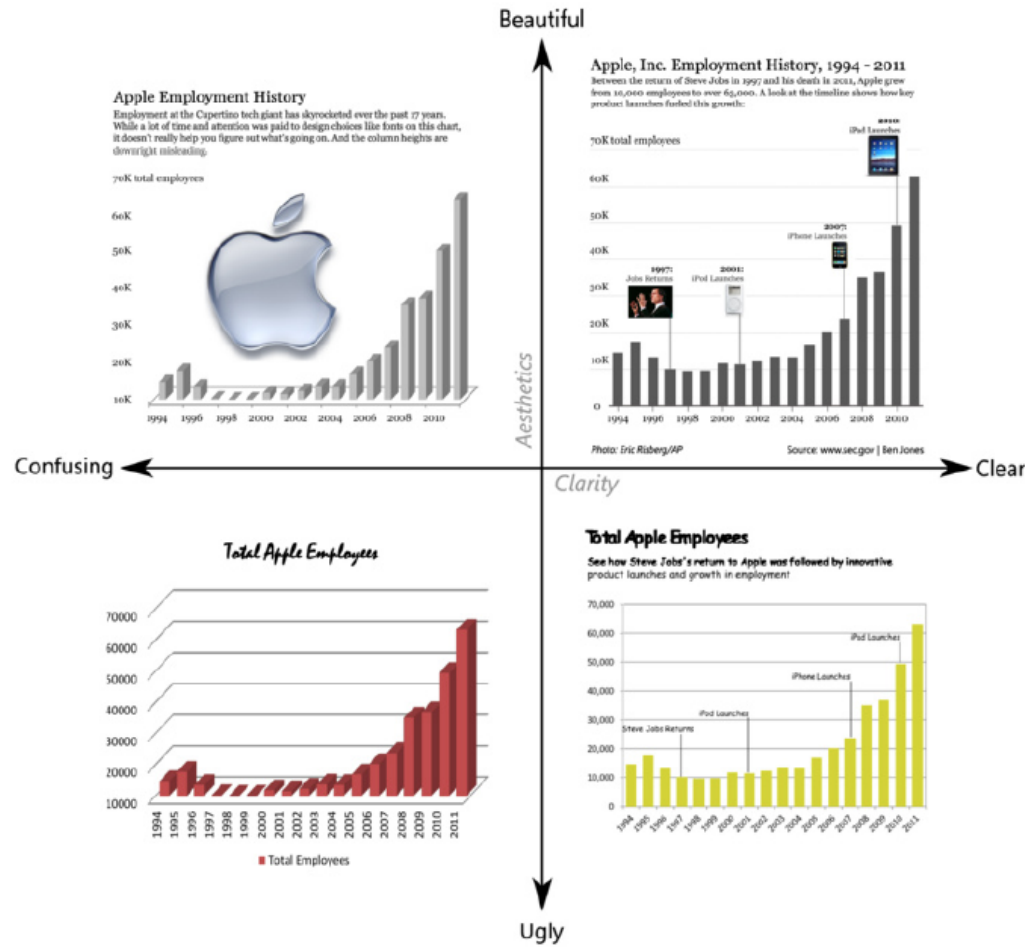 Beautiful
Apple Employment History
Employment at the Cupertino tech giant has skyrocketed over the past 17 years.
While a lot of time and attention was paid to design choices like fonts on this chart,
it doesn't really help you figure out what's going on. And the column heights are
downright misleading.
70K total employees
60K
50K
40K
30K
20K
10K
1994 1996 1998 2000 2002 2004 2006 2008 2010
Apple, Inc. Employment History, 1994 - 2011
Between the return of Steve Jobs in 1997 and his death in 2011, Apple grew
from 10,000 employees to over 65,000. A look at the timeline shows how key
product launches fueled this growth:
70K total employees
2010:
iPad Launches
60K
50K
2007:
iPhone Launches
40K
1997:
Jobs Returns
2001:
iPod Launches
30K
20K
10K
0
1994 1996 1998 2000 2002 2004 2006 2008 2010
Photo: Eric Risberg/AP
Source: www.sec.gov | Ben Jones
Aesthetics
Confusing
Clear
Clarity
Total Apple Employees
70000
60000
50000
40000
30000
20000
10000
1994 1995 1996 1997 1998 1999 2000 2001 2002 2003 2004 2005 2006 2007 2008 2009 2010 2011
Total Employees
Total Apple Employees
See how Steve Jobs's return to Apple was followed by innovative
product launches and growth in employment
70,000
60,000
iPad Launches
50,000
iPhone Launches
40,000
iPod Launches
30,000
Steve Jobs Returns
20,000
10,000
0
1994 1995 1996 1997 1998 1999 2000 2001 2002 2003 2004 2005 2006 2007 2008 2009 2010 2011
Ugly